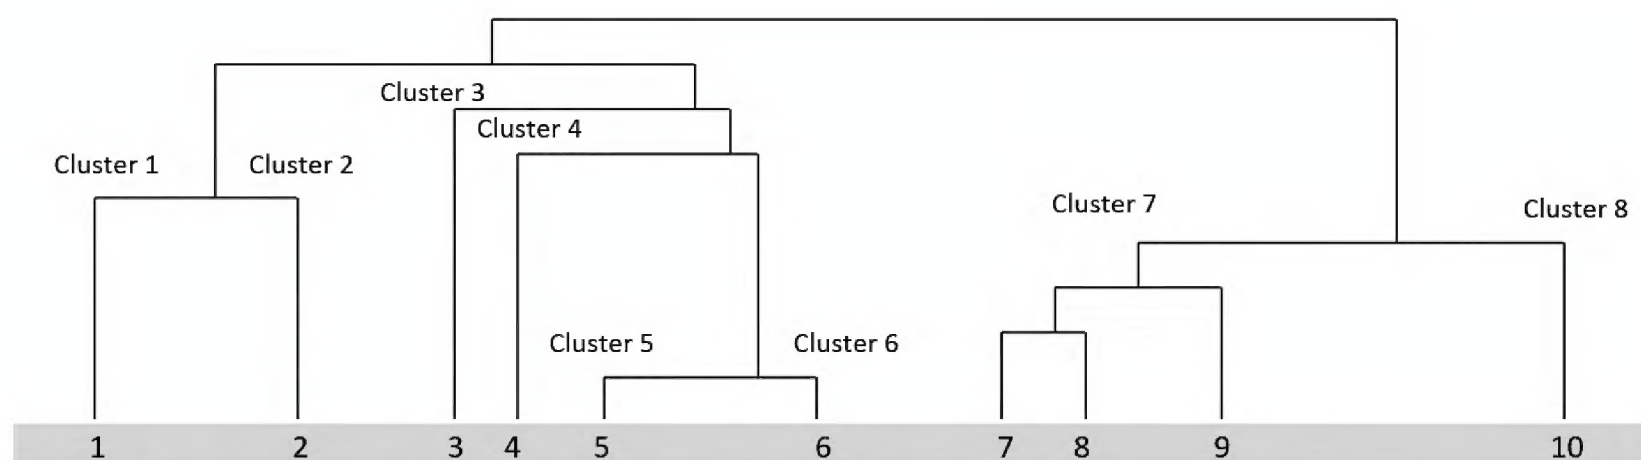 Cluster 3
Cluster 4
Cluster 1 Cluster 2
Cluster 7
Cluster 8
Cluster 5 Cluster 6
1 2 3 4 5 6 7 8 9 10